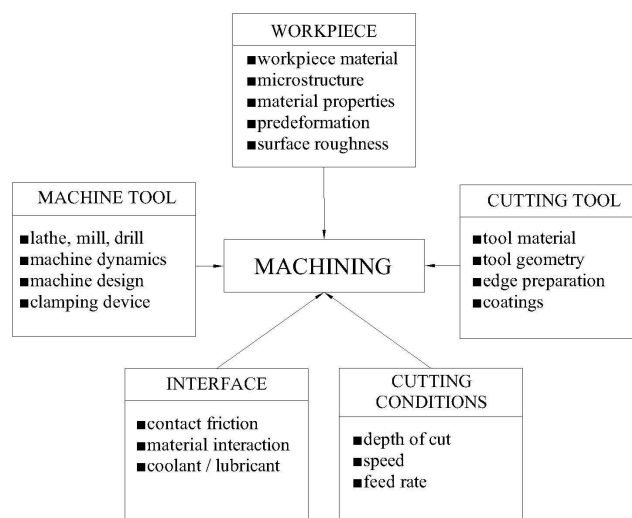 WORKPIECE
■workpiece material
■microstructure
■material properties
■predeformation
■surface roughness
MACHINE TOOL
■lathe, mill, drill
■machine dynamics
■machine design
■clamping device
MACHINING
CUTTING TOOL
■tool material
■tool geometry
■edge preparation
■coatings
INTERFACE
■contact friction
■material interaction
■coolant / lubricant
CUTTING
CONDITIONS
■depth of cut
■speed
■feed rate